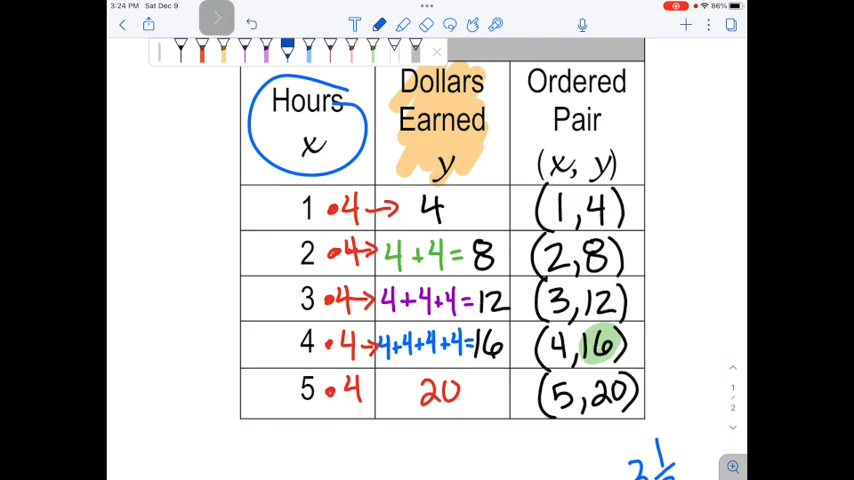 3:24 PM Sat Dec 9
86%
T
Hours
x
Dollars
Earned
y
Ordered
Pair
(x, y)
1 •4→ 4 (1,4)
2 •4→ 4+4= 8 (2,8)
3 •4→ 4+4+4=12 (3,12)
4 •4→ 4+4+4+4=16 (4,16)
5 •4 20 (5,20)
1
2